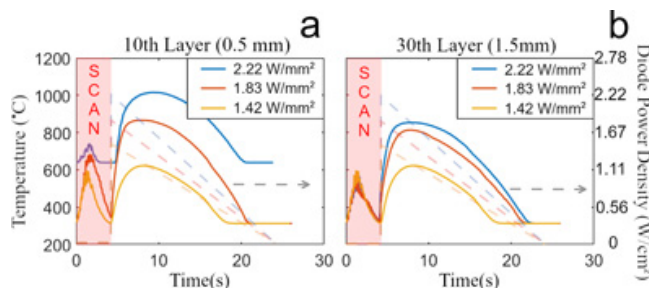 a
b
10th Layer (0.5 mm)
30th Layer (1.5mm)
SCAN
2.22 W/mm²
1.83 W/mm²
1.42 W/mm²
SCAN
2.22 W/mm²
1.83 W/mm²
1.42 W/mm²
Temperature (℃)
1400
1200
1000
800
600
400
200
0
10
20
30
0
10
20
30
Time(s)
Time(s)
2.78
2.22
1.67
1.11
0.56
0
Diode Power
Density (W/cm²)